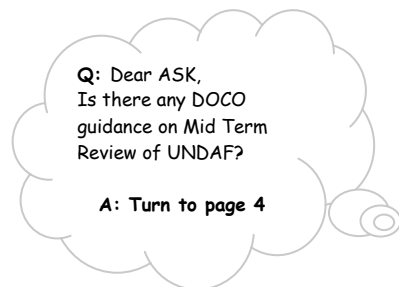 Q: Dear ASK,
Is there any DOCO
guidance on Mid Term
Review of UNDAF?
A: Turn to page 4